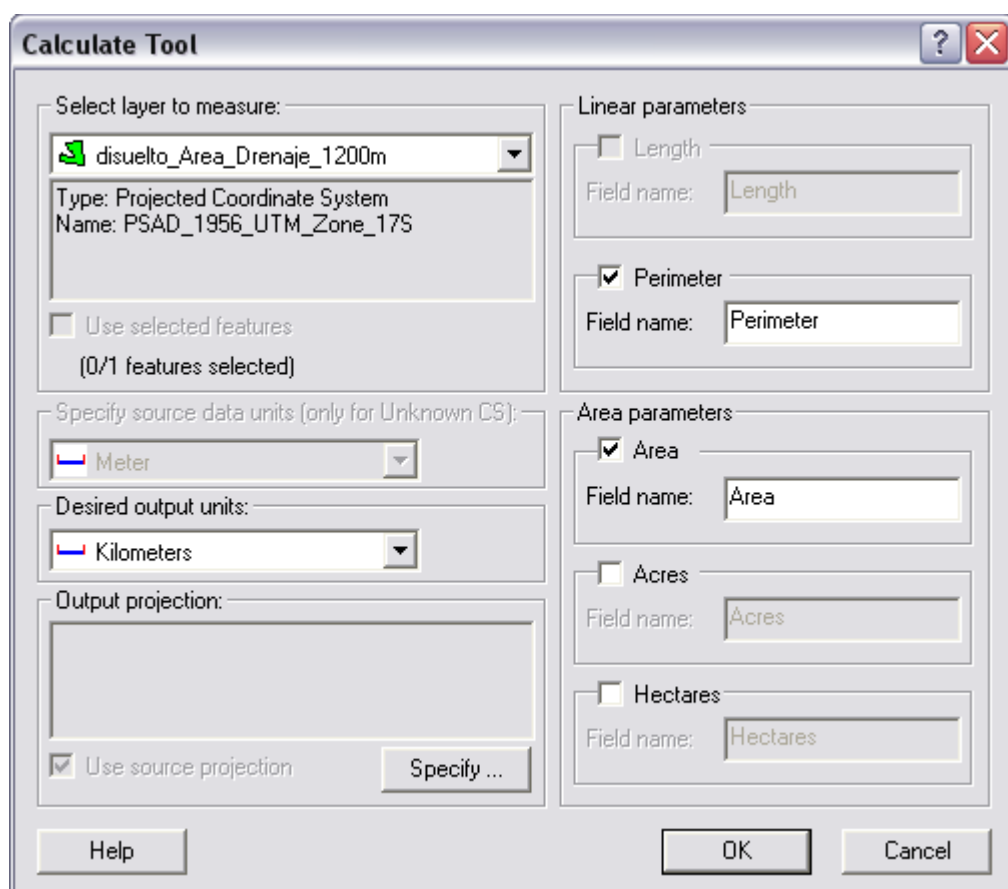 Calculate Tool
Select layer to measure:
disuelto_Area_Drenaje_1200m
Type: Projected Coordinate System
Name: PSAD_1956_UTM_Zone_17S
Use selected features
(0/1 features selected)
Specify source data units (only for Unknown CS):
Meter
Desired output units:
Kilometers
Output projection:
Use source projection
Specify ...
Linear parameters
Length
Field name:
Length
Perimeter
Field name:
Perimeter
Area parameters
Area
Field name:
Area
Acres
Field name:
Acres
Hectares
Field name:
Hectares
Help
OK
Cancel